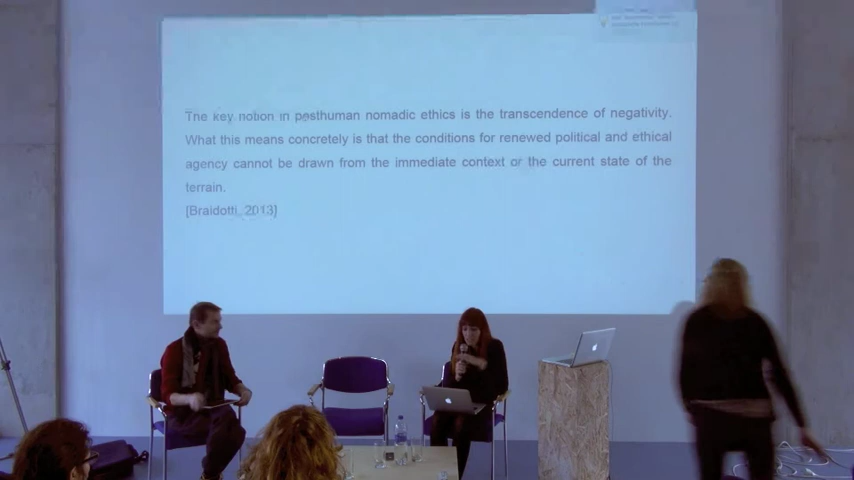 The key notion in posthuman nomadic ethics is the transcendence of negativity.
What this means concretely is that the conditions for renewed political and ethical
agency cannot be drawn from the immediate context or the current state of the
terrain.
[Braidotti, 2013]